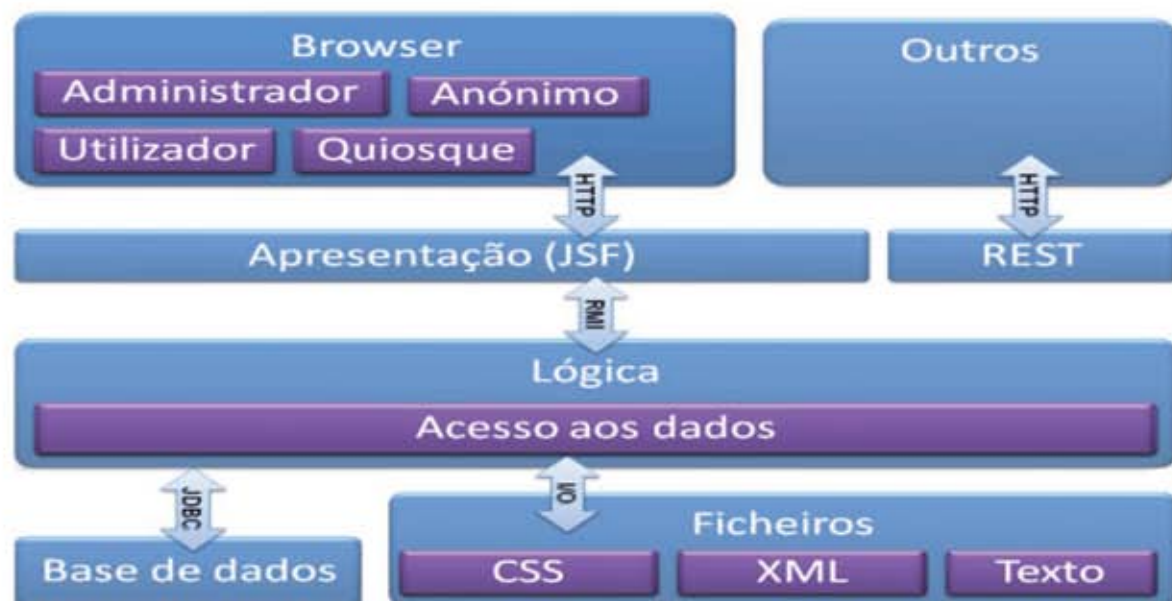 Browser
Outros
Administrador
Anónimo
Utilizador
Quiosque
HTTP
HTTP
Apresentação (JSF)
REST
RMI
Lógica
Acesso aos dados
JDBC
I/O
Base de dados
Ficheiros
CSS
XML
Texto